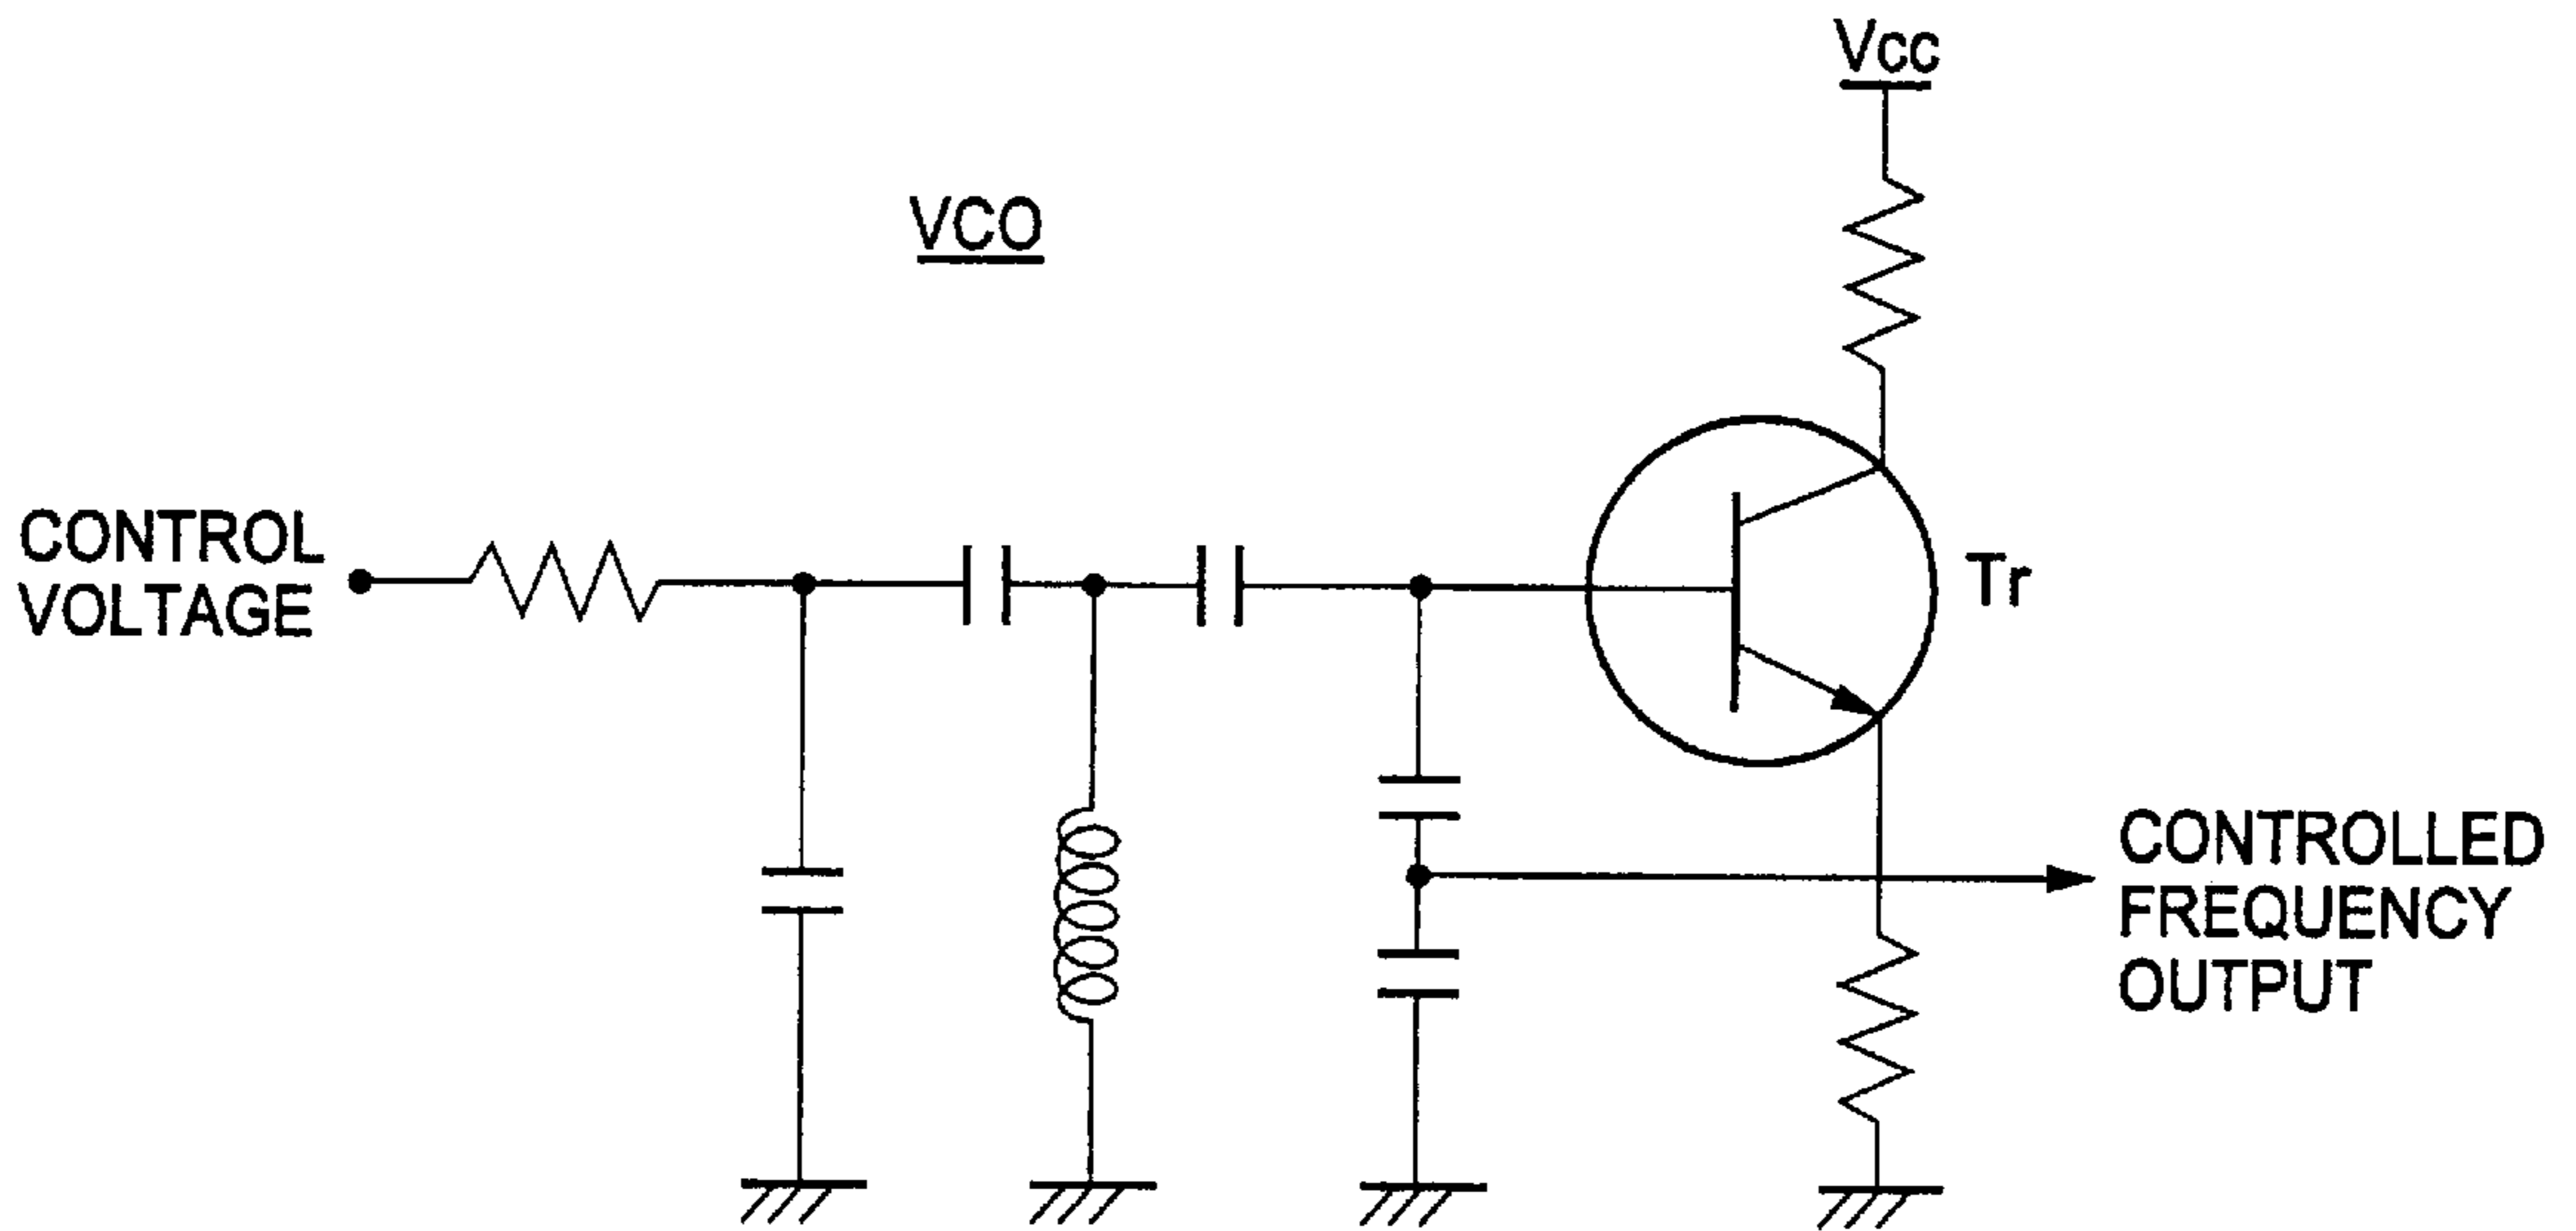 Vcc
VCO
CONTROL
VOLTAGE
Tr
CONTROLLED
FREQUENCY
OUTPUT